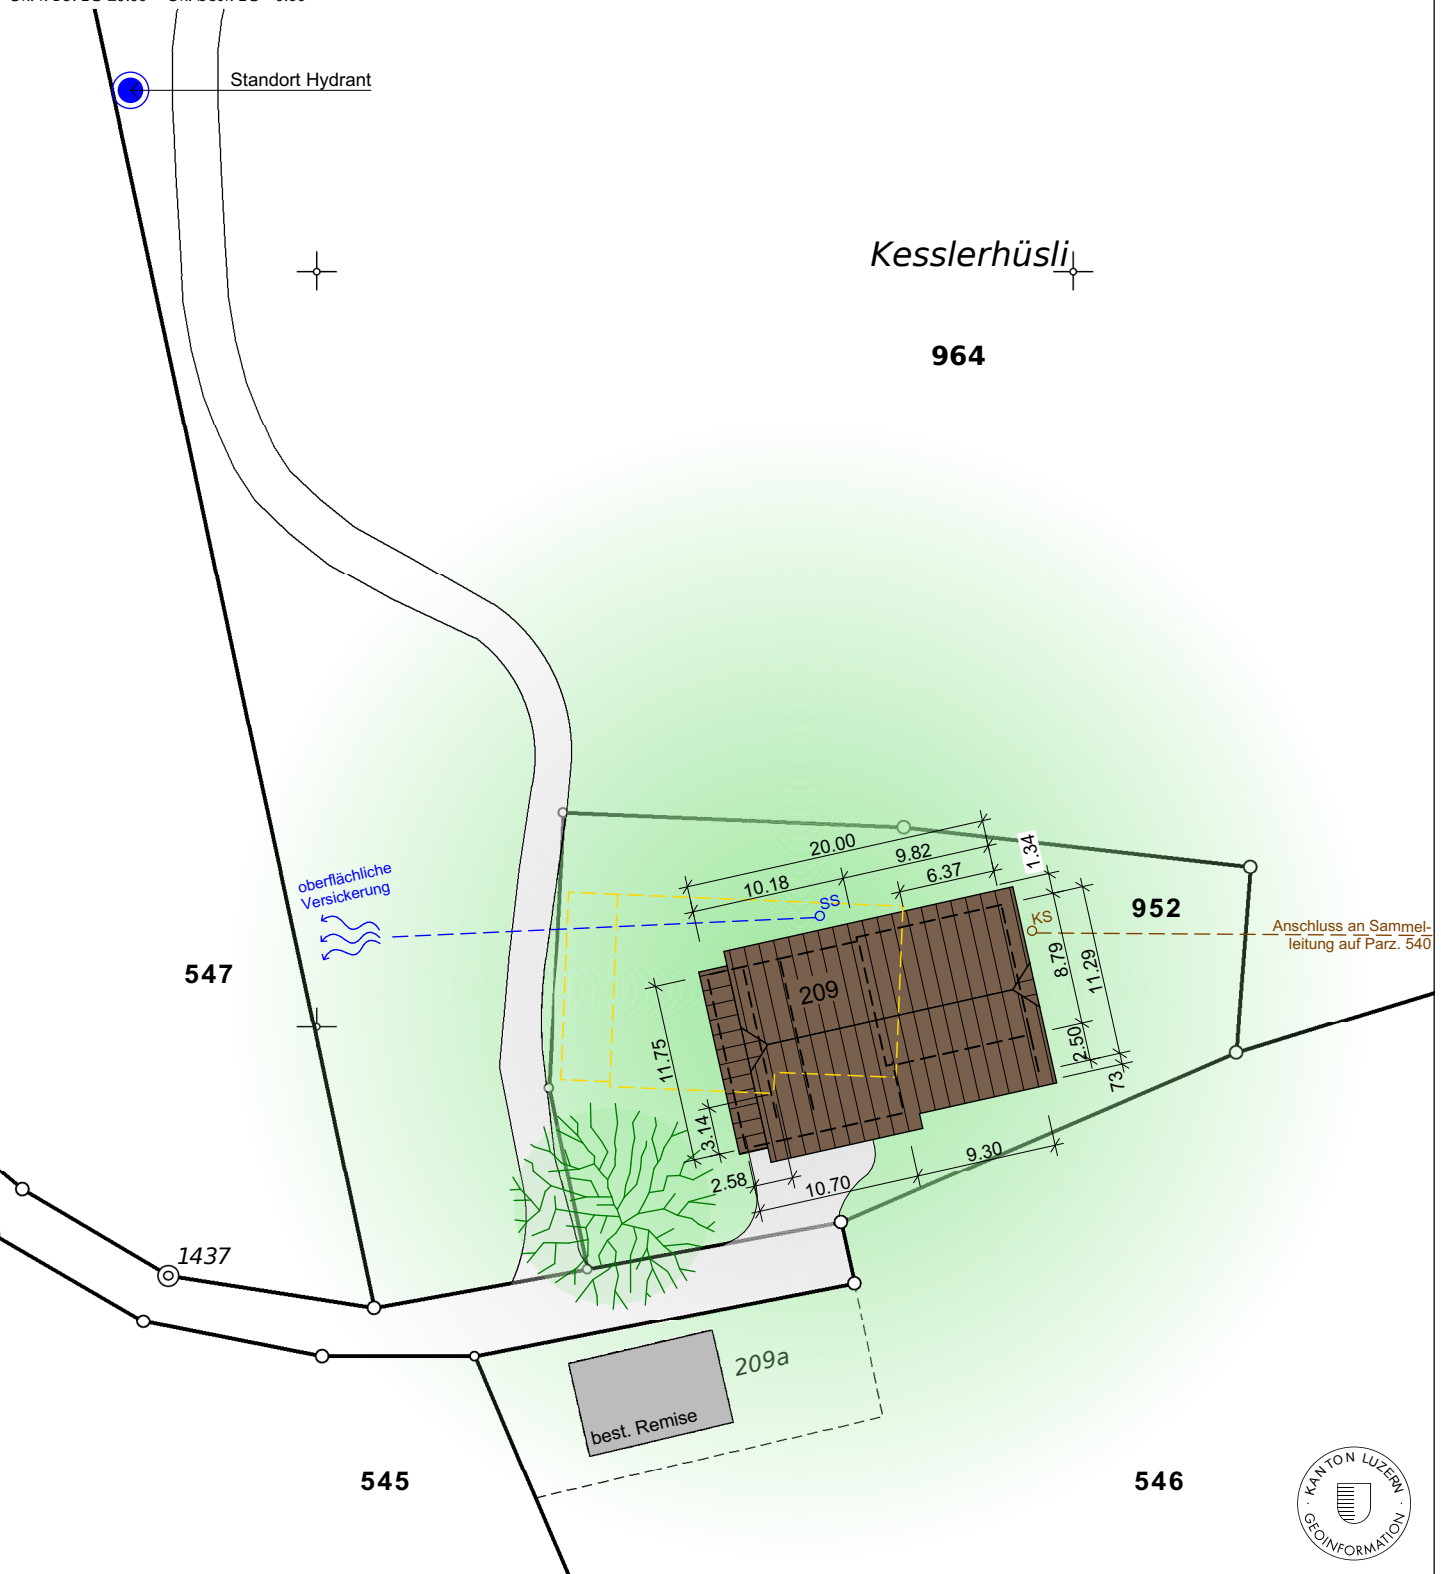 Standort Hydrant
Kesslerhüsli
964
20.00
9.82
10.18
6.37
1.34
SS
KS
952
oberflächliche
Versickerung
Anschluss an Sammel-
leitung auf Parz. 540
547
209
8.79
11.29
11.75
2.50
73
3.14
2.58
10.70
9.30
1437
209a
best. Remise
545
546
KANTON LUZERN
GEOINFORMATION